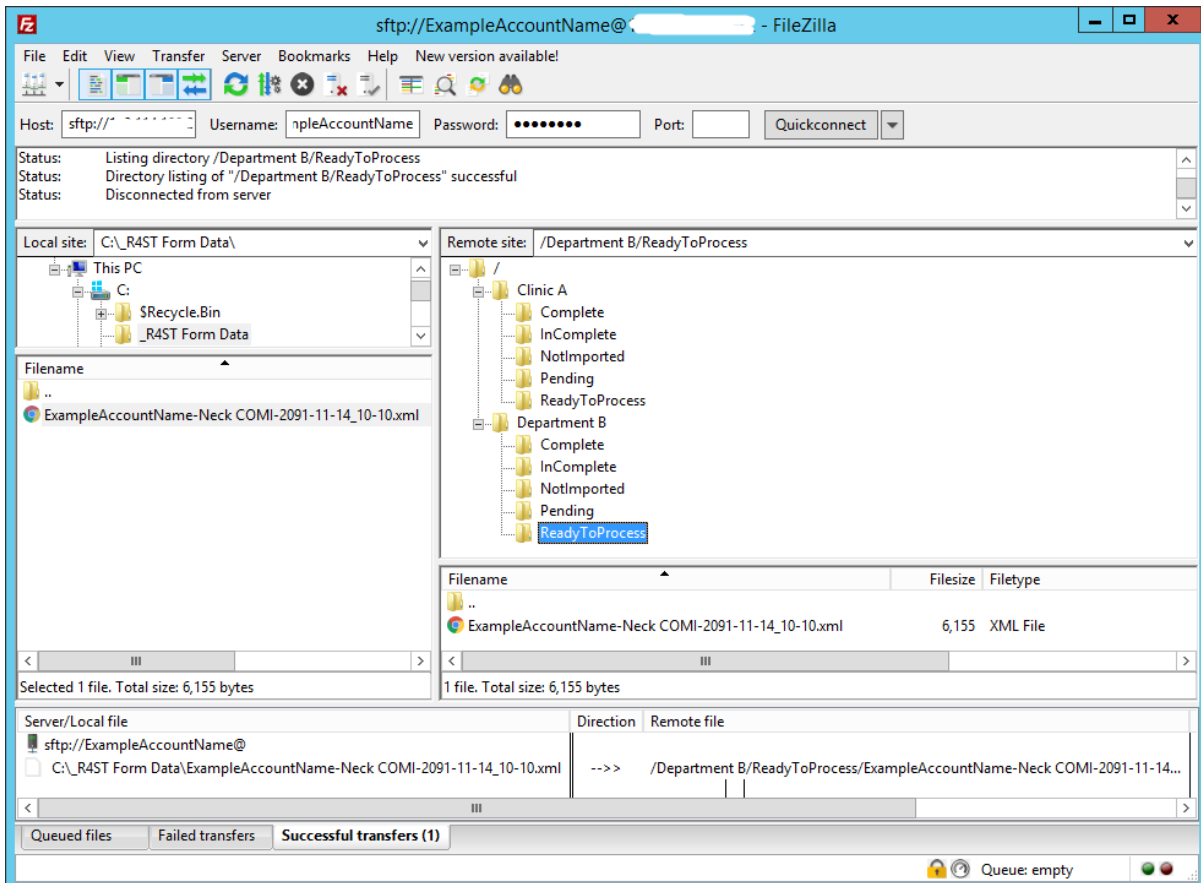 Fz sftp://ExampleAccountName@ - FileZilla
File Edit View Transfer Server Bookmarks Help New version available!
Host: sftp:// Username: npleAccountName Password: ●●●●●●●● Port: Quickconnect
Status: Listing directory /Department B/ReadyToProcess
Status: Directory listing of "/Department B/ReadyToProcess" successful
Status: Disconnected from server
Local site: C:\_R4ST Form Data\
This PC
C:
$Recycle.Bin
_R4ST Form Data
Filename
..
ExampleAccountName-Neck COMI-2091-11-14_10-10.xml
Selected 1 file. Total size: 6,155 bytes
Remote site: /Department B/ReadyToProcess
/
Clinic A
Complete
InComplete
NotImported
Pending
ReadyToProcess
Department B
Complete
InComplete
NotImported
Pending
ReadyToProcess
Filename Filesize Filetype
..
ExampleAccountName-Neck COMI-2091-11-14_10-10.xml 6,155 XML File
1 file. Total size: 6,155 bytes
Server/Local file Direction Remote file
sftp://ExampleAccountName@
C:\_R4ST Form Data\ExampleAccountName-Neck COMI-2091-11-14_10-10.xml -->> /Department B/ReadyToProcess/ExampleAccountName-Neck COMI-2091-11-14...
Queued files Failed transfers Successful transfers (1)
Queue: empty